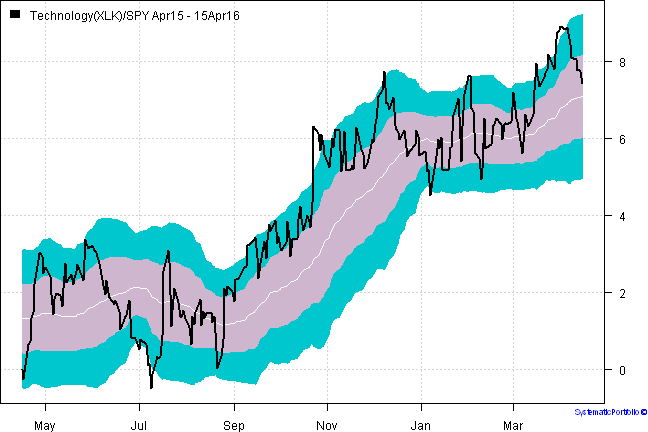 Technology(XLK)/SPY Apr15 - 15Apr16
8
6
4
2
0
May Jul Sep Nov Jan Mar
SystematicPortfolio ©